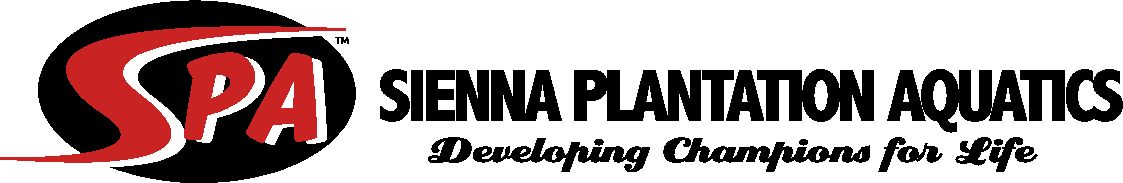 SPA™
SIENNA PLANTATION AQUATICS
Developing Champions for Life